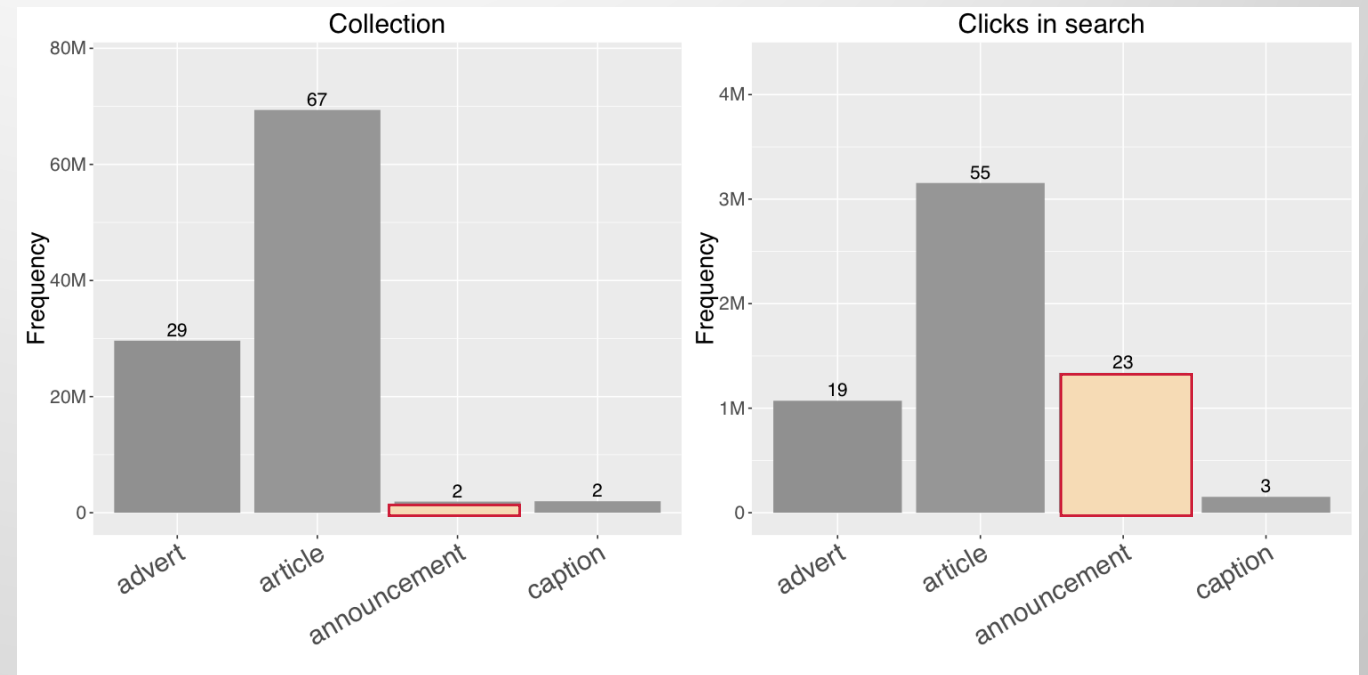 Collection
Frequency
80M
60M
40M
20M
0
29
67
2
2
advert
article
announcement
caption
Clicks in search
Frequency
4M
3M
2M
1M
0
19
55
23
3
advert
article
announcement
caption